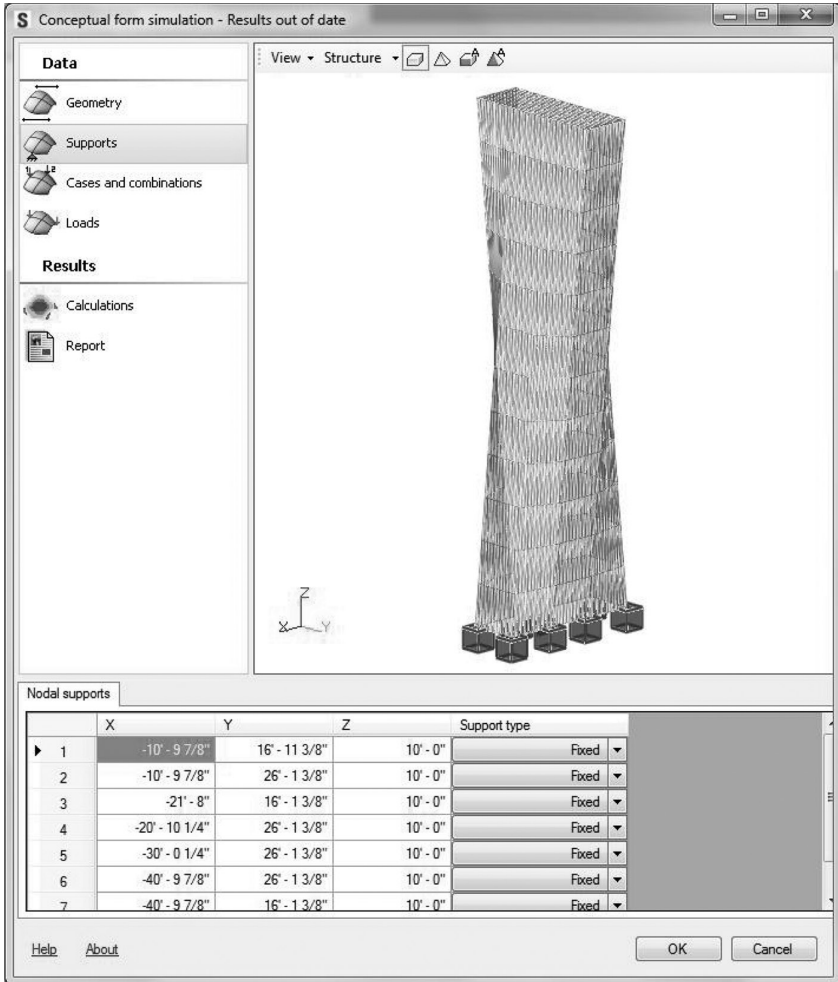 S Conceptual form simulation - Results out of date
Data
Geometry
Supports
Cases and combinations
Loads
Results
Calculations
Report
View Structure
Z
X Y
Nodal supports
X Y Z Support type
1 -10' - 9 7/8" 16' - 11 3/8" 10' - 0" Fixed
2 -10' - 9 7/8" 26' - 1 3/8" 10' - 0" Fixed
3 -21' - 8" 16' - 1 3/8" 10' - 0" Fixed
4 -20' - 10 1/4" 26' - 1 3/8" 10' - 0" Fixed
5 -30' - 0 1/4" 26' - 1 3/8" 10' - 0" Fixed
6 -40' - 9 7/8" 26' - 1 3/8" 10' - 0" Fixed
7 -40' - 9 7/8" 16' - 1 3/8" 10' - 0" Fixed
Help About OK Cancel